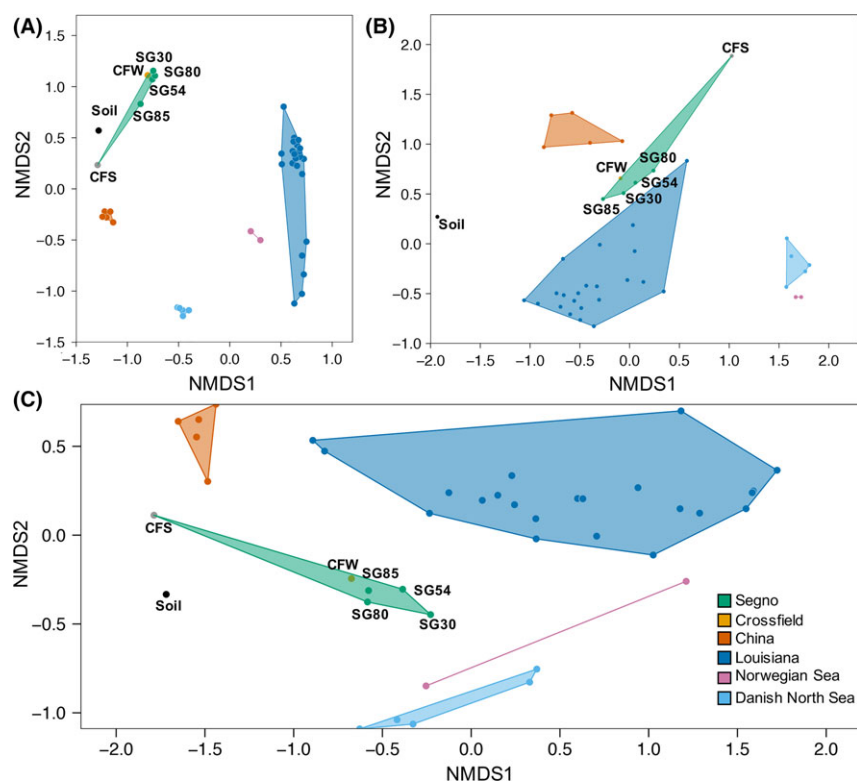 (A)
1.5
1.0
0.5
0.0
−0.5
−1.0
−1.5
NMDS2
−1.5 −1.0 −0.5 0.0 0.5 1.0
NMDS1
SG30
CFW SG80
SG54
Soil SG85
CFS
(B)
2.0
1.5
1.0
0.5
0.0
−0.5
−1.0
NMDS2
−2.0 −1.5 −1.0 −0.5 0.0 0.5 1.0 1.5 2.0
NMDS1
CFS
SG80
CFW
SG54
SG85 SG30
Soil
(C)
0.5
0.0
−0.5
−1.0
NMDS2
−2.0 −1.5 −1.0 −0.5 0.0 0.5 1.0 1.5 2.0
NMDS1
CFS
CFW
SG85
SG54
Soil
SG80
SG30
Segno
Crossfield
China
Louisiana
Norwegian Sea
Danish North Sea